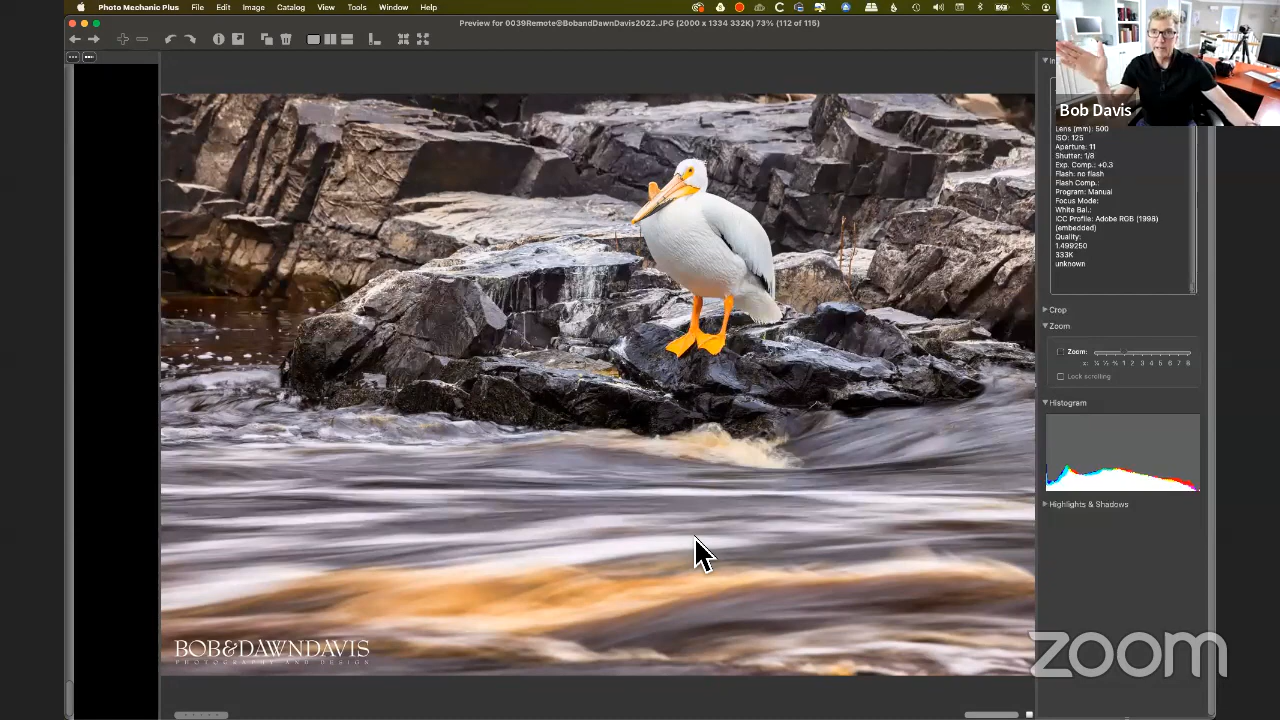 Photo Mechanic Plus File Edit Image Catalog Tools Window Help
Preview for 0039Remote@BobandDawnDavis2022.JPG (2000 x 1334 332K) 73% (112 of 115)
Bob Davis
Lens (mm): 500
ISO: 125
Aperture: 11
Shutter: 1/8
Exp. Comp.: +0.3
Flash: no flash
Flash Comp.:
Program: Manual
Focus Mode:
White Bal.:
ICC Profile: Adobe RGB (1998)
(embedded)
Quality:
1.499250
333K
unknown
Crop
Zoom
Zoom:
Lock scrolling
Histogram
Highlights & Shadows
BOB&DAWNDAVIS
PHOTOGRAPHY AND DESIGN
zoom